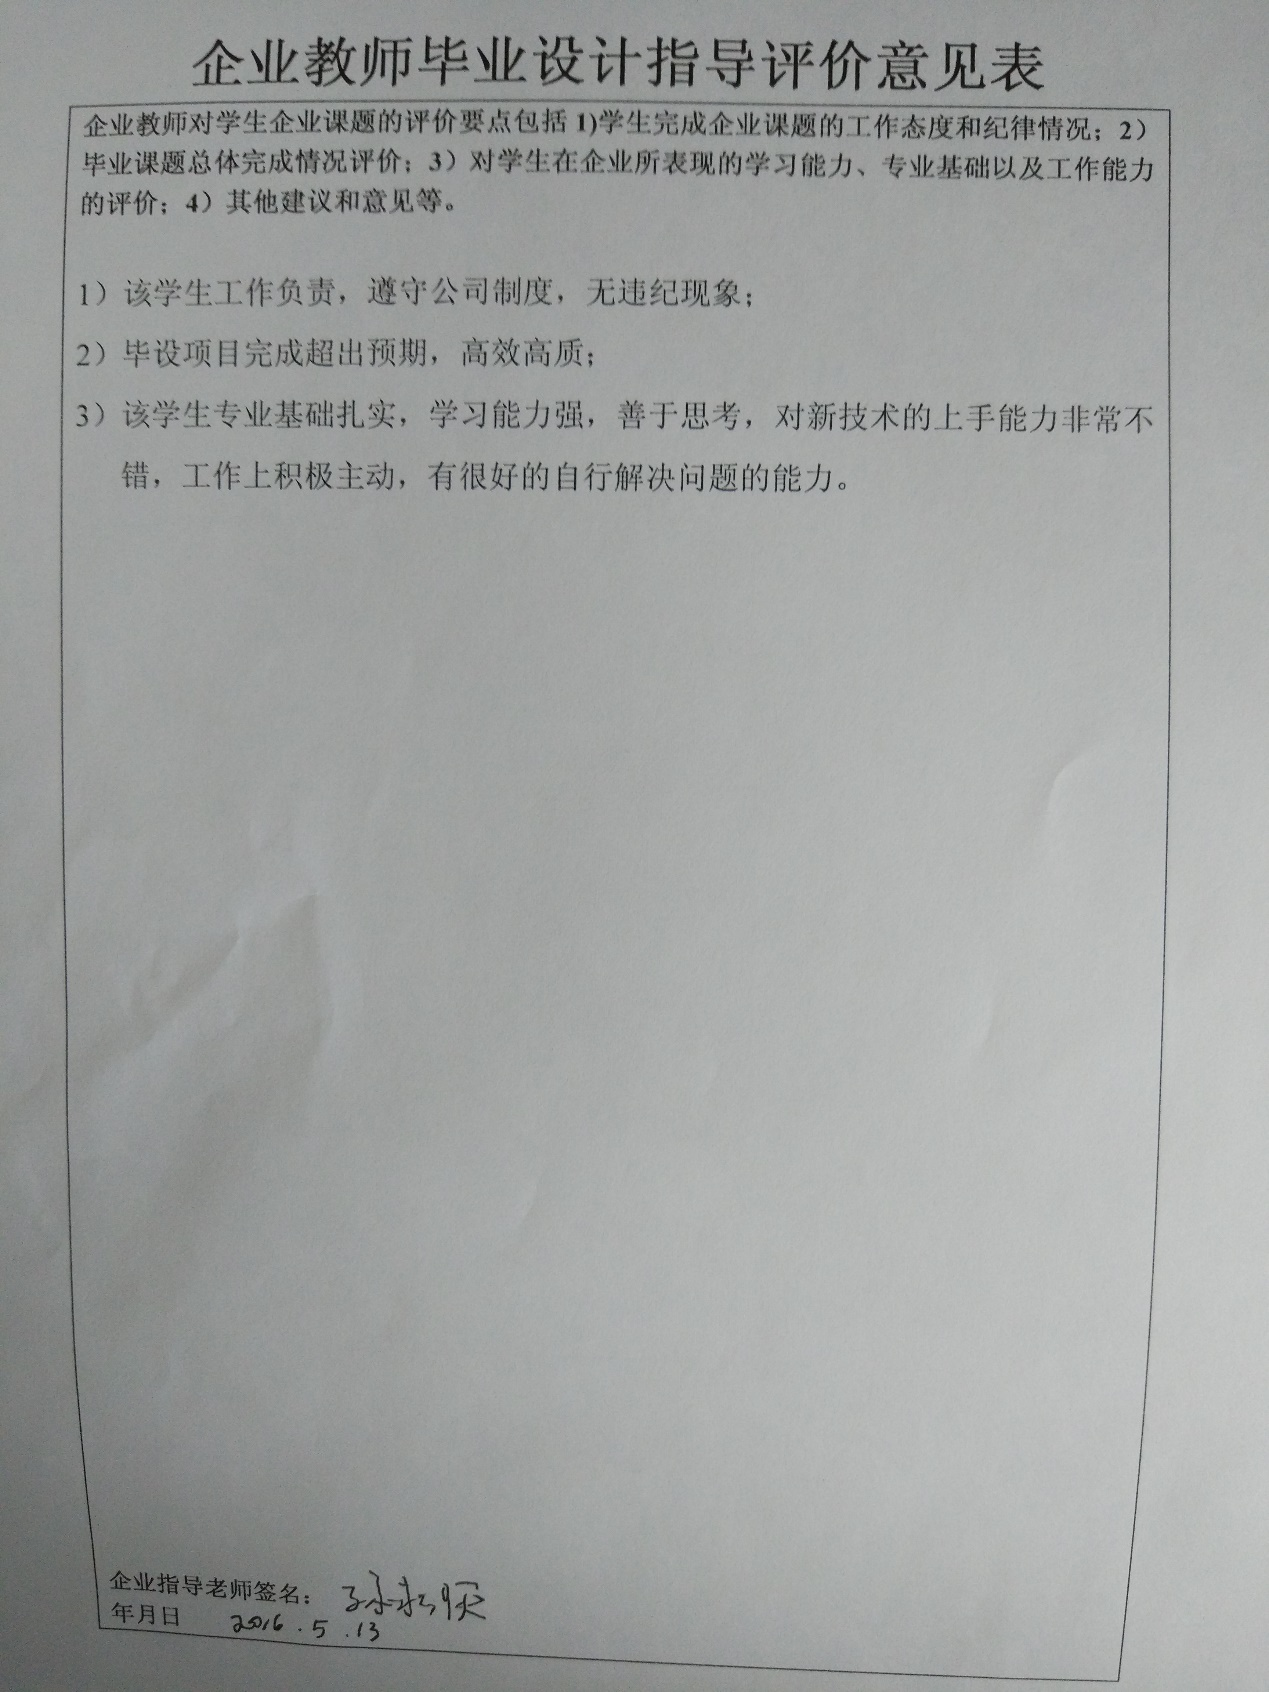 企业教师毕业设计指导评价意见表
企业教师对学生企业课题的评价要点包括 1)学生完成企业课题的工作态度和纪律情况；2）
毕业课题总体完成情况评价；3）对学生在企业所表现的学习能力、专业基础以及工作能力
的评价；4）其他建议和意见等。
1）该学生工作负责，遵守公司制度，无违纪现象；
2）毕设项目完成超出预期，高效高质；
3）该学生专业基础扎实，学习能力强，善于思考，对新技术的上手能力非常不
错，工作上积极主动，有很好的自行解决问题的能力。
企业指导老师签名：
年月日 2016.5.13